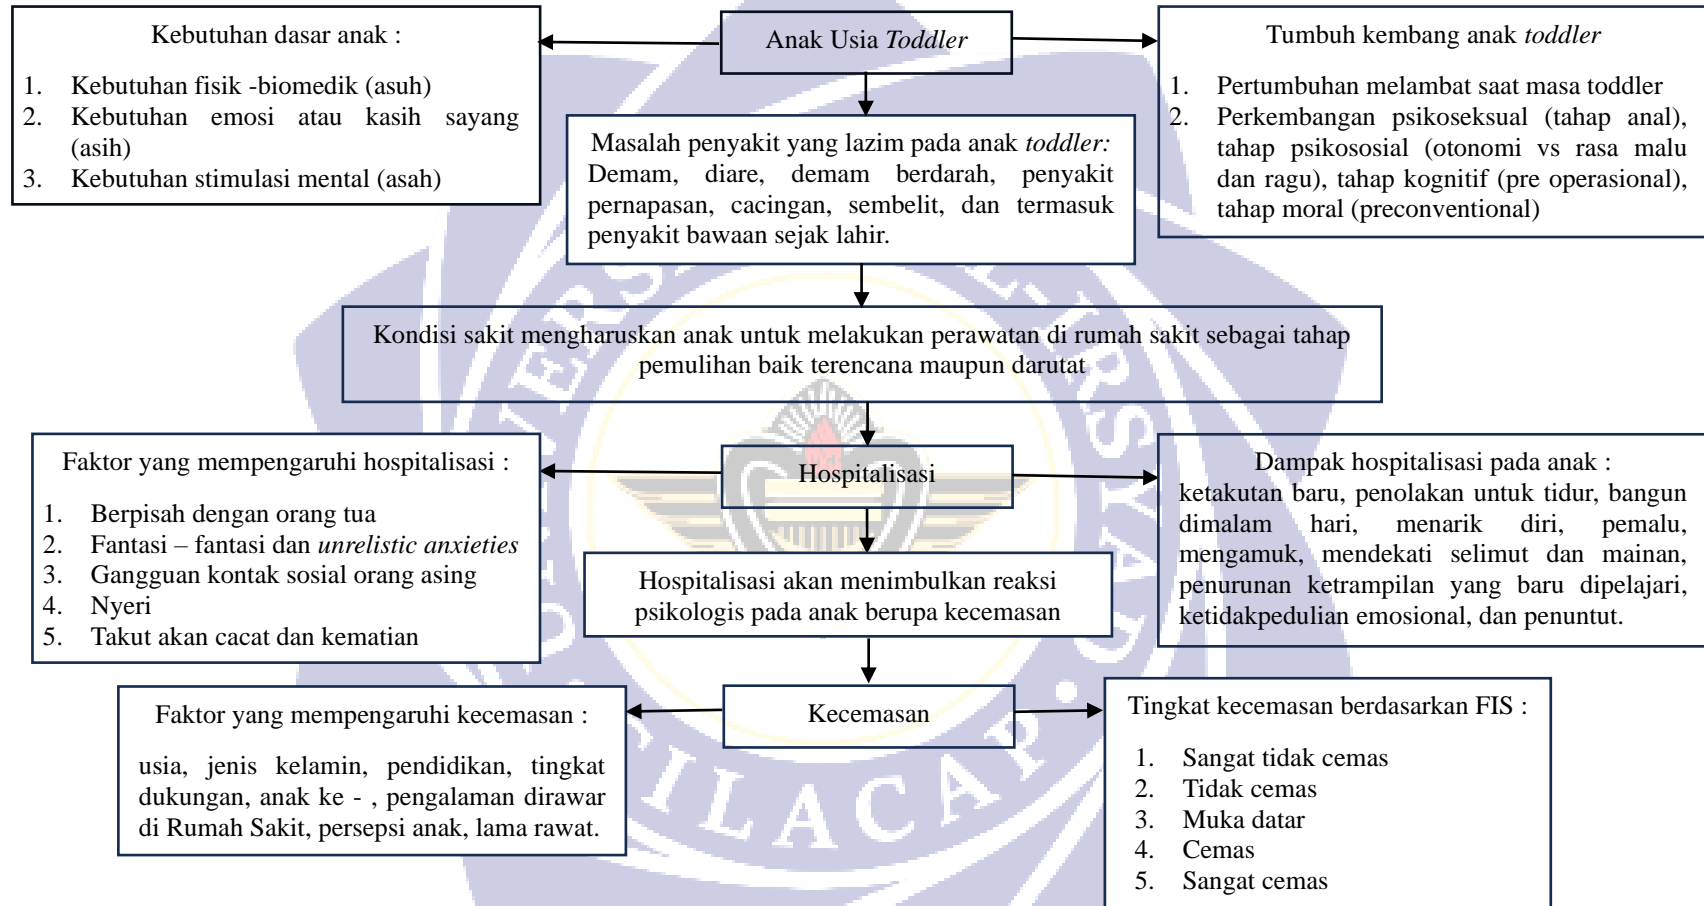 Kebutuhan dasar anak :
1. Kebutuhan fisik -biomedik (asuh)
2. Kebutuhan emosi atau kasih sayang
(asih)
3. Kebutuhan stimulasi mental (asah)
Anak Usia Toddler
Tumbuh kembang anak toddler
1. Pertumbuhan melambat saat masa toddler
2. Perkembangan psikoseksual (tahap anal),
tahap psikososial (otonomi vs rasa malu
dan ragu), tahap kognitif (pre operasional),
tahap moral (preconventional)
Masalah penyakit yang lazim pada anak toddler:
Demam, diare, demam berdarah, penyakit
pernapasan, cacingan, sembelit, dan termasuk
penyakit bawaan sejak lahir.
Kondisi sakit mengharuskan anak untuk melakukan perawatan di rumah sakit sebagai tahap
pemulihan baik terencana maupun darutat
Faktor yang mempengaruhi hospitalisasi :
1. Berpisah dengan orang tua
2. Fantasi – fantasi dan unrelistic anxieties
3. Gangguan kontak sosial orang asing
4. Nyeri
5. Takut akan cacat dan kematian
Hospitalisasi
Dampak hospitalisasi pada anak :
ketakutan baru, penolakan untuk tidur, bangun
dimalam hari, menarik diri, pemalu,
mengamuk, mendekati selimut dan mainan,
penurunan ketrampilan yang baru dipelajari,
ketidakpedulian emosional, dan penuntut.
Hospitalisasi akan menimbulkan reaksi
psikologis pada anak berupa kecemasan
Faktor yang mempengaruhi kecemasan :
usia, jenis kelamin, pendidikan, tingkat
dukungan, anak ke - , pengalaman dirawar
di Rumah Sakit, persepsi anak, lama rawat.
Kecemasan
Tingkat kecemasan berdasarkan FIS :
1. Sangat tidak cemas
2. Tidak cemas
3. Muka datar
4. Cemas
5. Sangat cemas
CILACAP